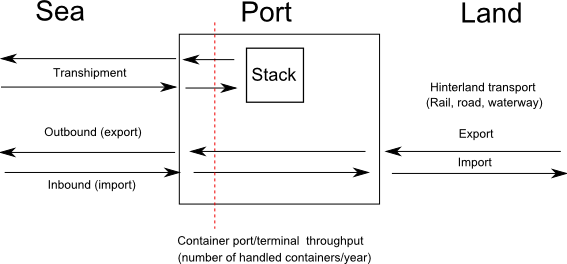 Sea
Port
Land
Transhipment
Stack
Hinterland transport
(Rail, road, waterway)
Outbound (export)
Export
Import
Inbound (import)
Container port/terminal throughput
(number of handled containers/year)